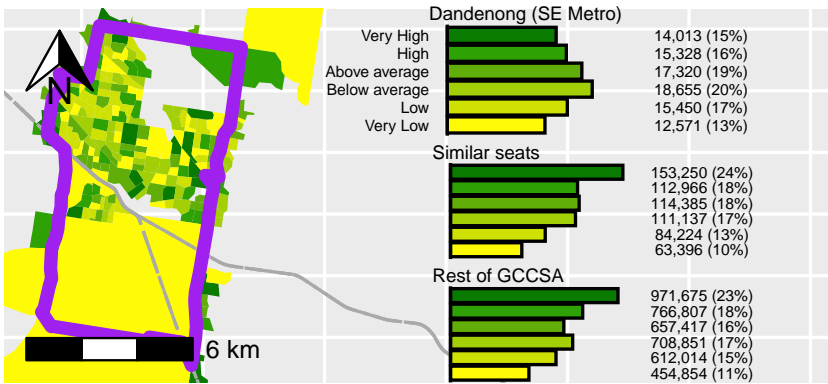 Dandenong (SE Metro)
Very High 14,013 (15%)
High 15,328 (16%)
Above average 17,320 (19%)
Below average 18,655 (20%)
Low 15,450 (17%)
Very Low 12,571 (13%)
Similar seats
153,250 (24%)
112,966 (18%)
114,385 (18%)
111,137 (17%)
84,224 (13%)
63,396 (10%)
Rest of GCCSA
971,675 (23%)
766,807 (18%)
657,417 (16%)
708,851 (17%)
612,014 (15%)
454,854 (11%)
N
6 km